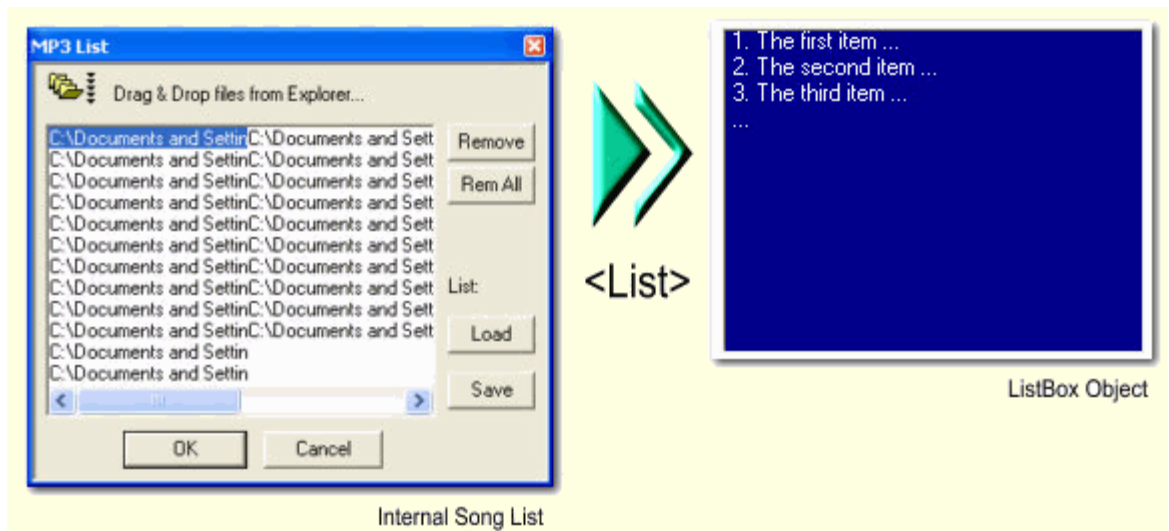 MP3 List
Drag & Drop files from Explorer...
C:\Documents and SettinC:\Documents and Sett
C:\Documents and SettinC:\Documents and Sett
C:\Documents and SettinC:\Documents and Sett
C:\Documents and SettinC:\Documents and Sett
C:\Documents and SettinC:\Documents and Sett
C:\Documents and SettinC:\Documents and Sett
C:\Documents and SettinC:\Documents and Sett
C:\Documents and SettinC:\Documents and Sett
C:\Documents and SettinC:\Documents and Sett
C:\Documents and SettinC:\Documents and Sett
C:\Documents and Settin
C:\Documents and Settin
Remove
Rem All
List:
Load
Save
OK
Cancel
Internal Song List
<List>
1. The first item ...
2. The second item ...
3. The third item ...
...
ListBox Object